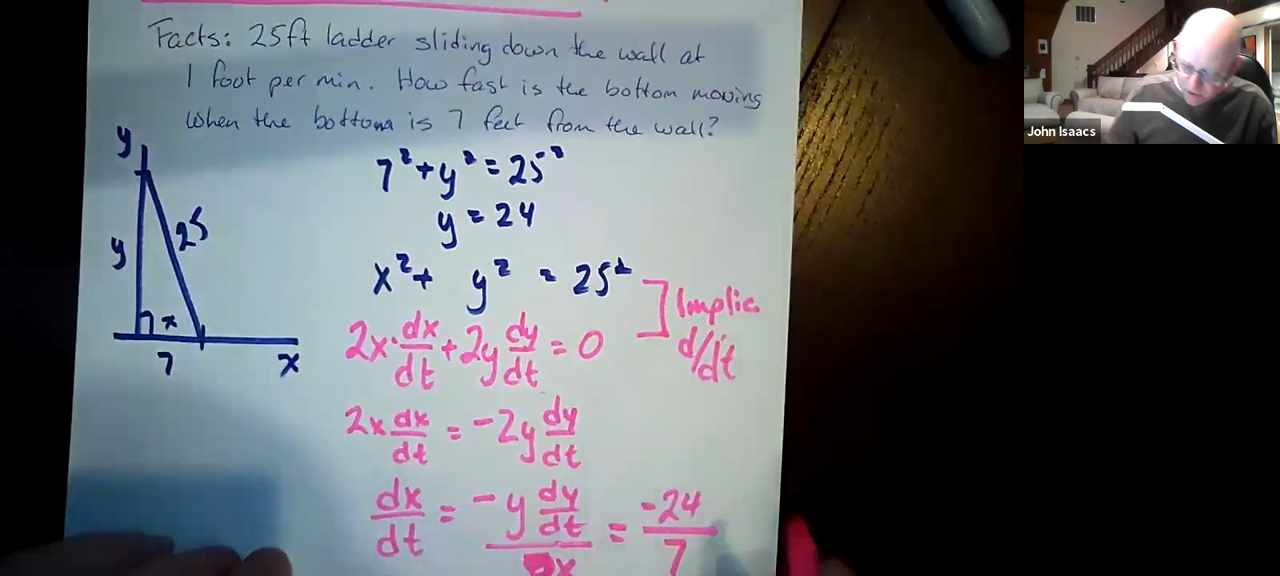 Facts: 25ft ladder sliding down the wall at
1 foot per min. How fast is the bottom moving
when the bottom is 7 feet from the wall?
John Isaacs
y
y
25
x
7
x
7² + y² = 25²
y = 24
x² + y² = 25²
2x · dx/dt + 2y dy/dt = 0
Implic
d/dt
2x dx/dt = -2y dy/dt
dx/dt = -y dy/dt / x = -24/7